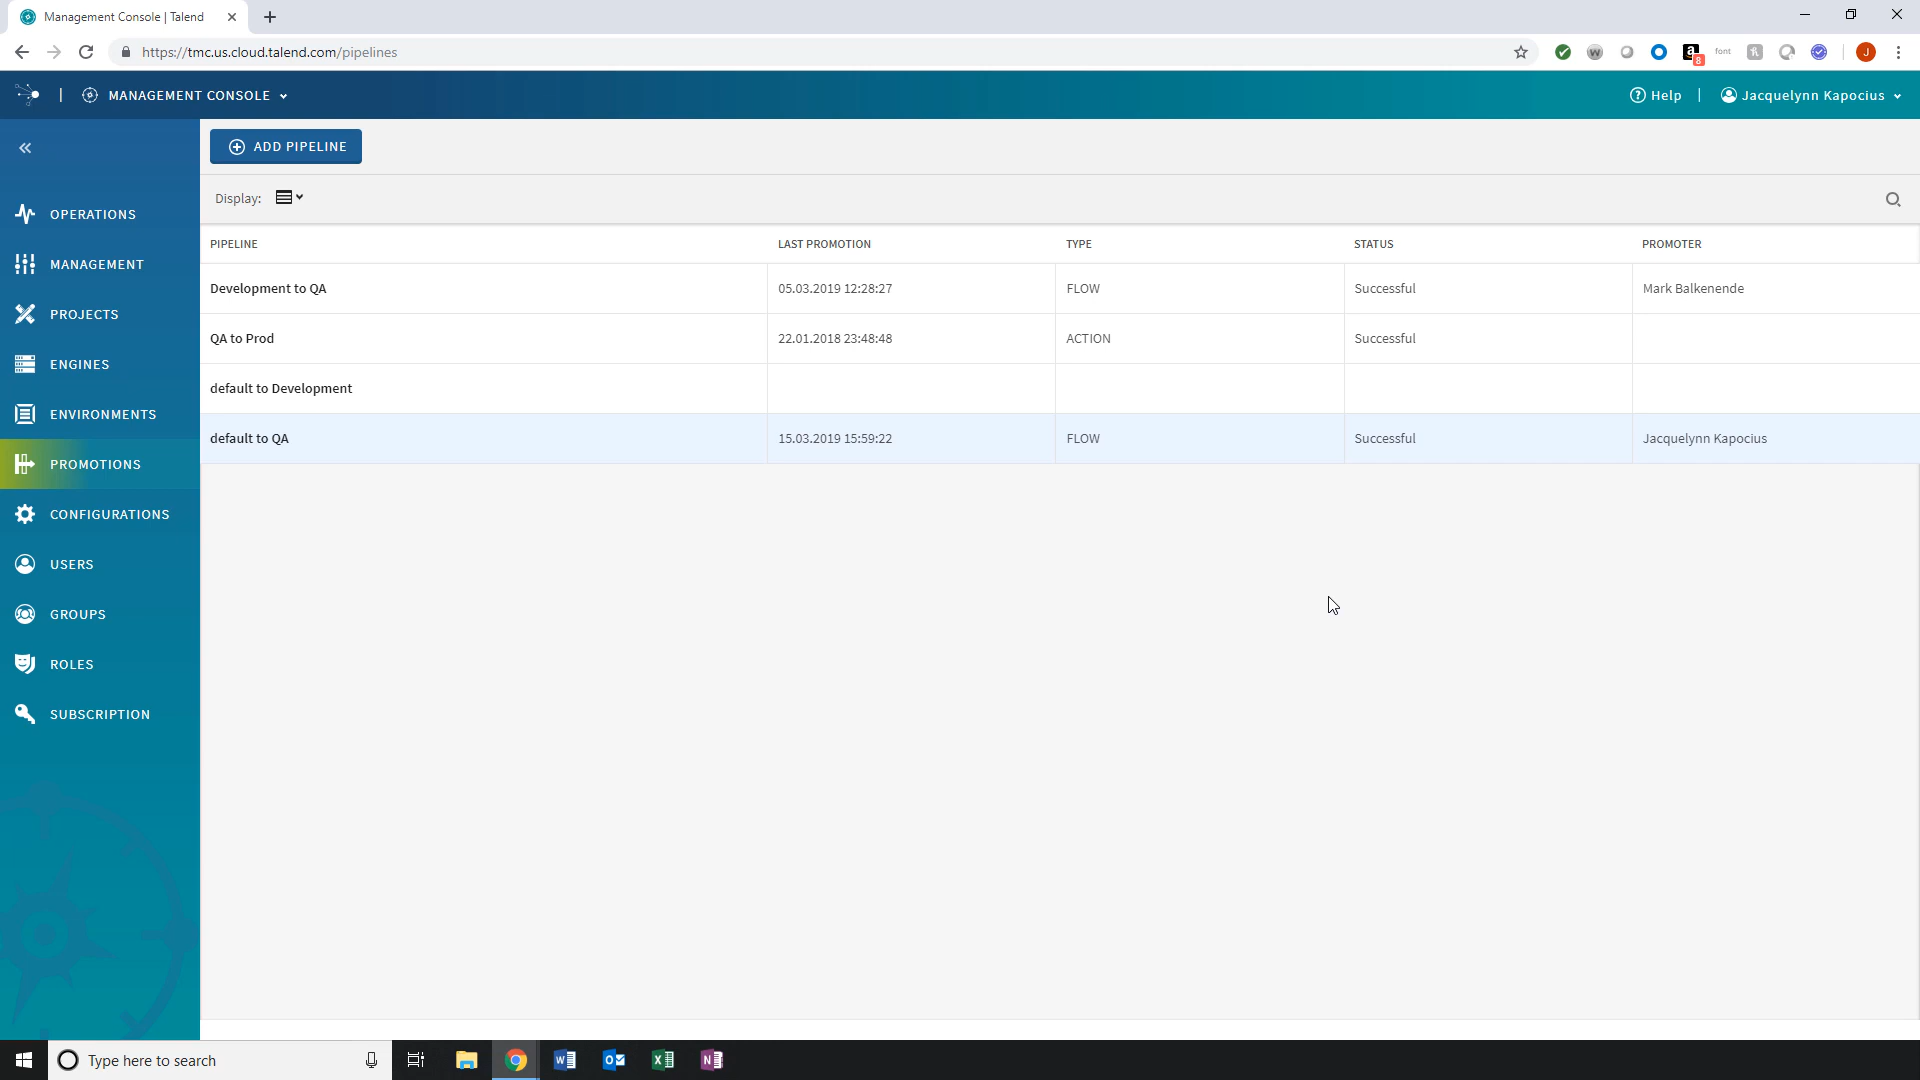 Management Console | Talend
https://tmc.us.cloud.talend.com/pipelines
font
8
J
MANAGEMENT CONSOLE
Help
Jacquelynn Kapocius
ADD PIPELINE
OPERATIONS
MANAGEMENT
PROJECTS
ENGINES
ENVIRONMENTS
PROMOTIONS
CONFIGURATIONS
USERS
GROUPS
ROLES
SUBSCRIPTION
Display:
PIPELINE LAST PROMOTION TYPE STATUS PROMOTER
Development to QA 05.03.2019 12:28:27 FLOW Successful Mark Balkenende
QA to Prod 22.01.2018 23:48:48 ACTION Successful
default to Development
default to QA 15.03.2019 15:59:22 FLOW Successful Jacquelynn Kapocius
Type here to search